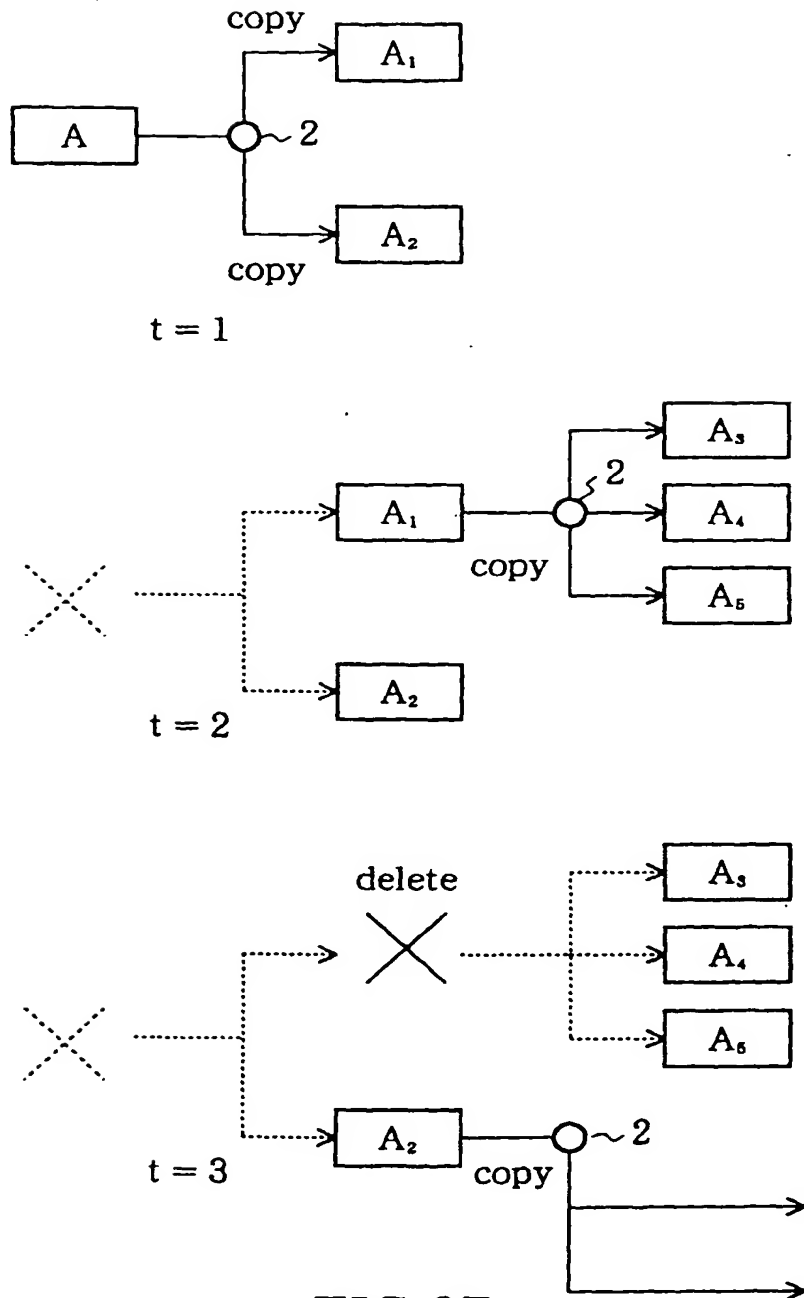 copy
A₁
A
2
A₂
copy
t = 1
A₃
2
A₁
A₄
copy
A₅
A₂
t = 2
delete
A₃
A₄
A₅
A₂
2
copy
t = 3